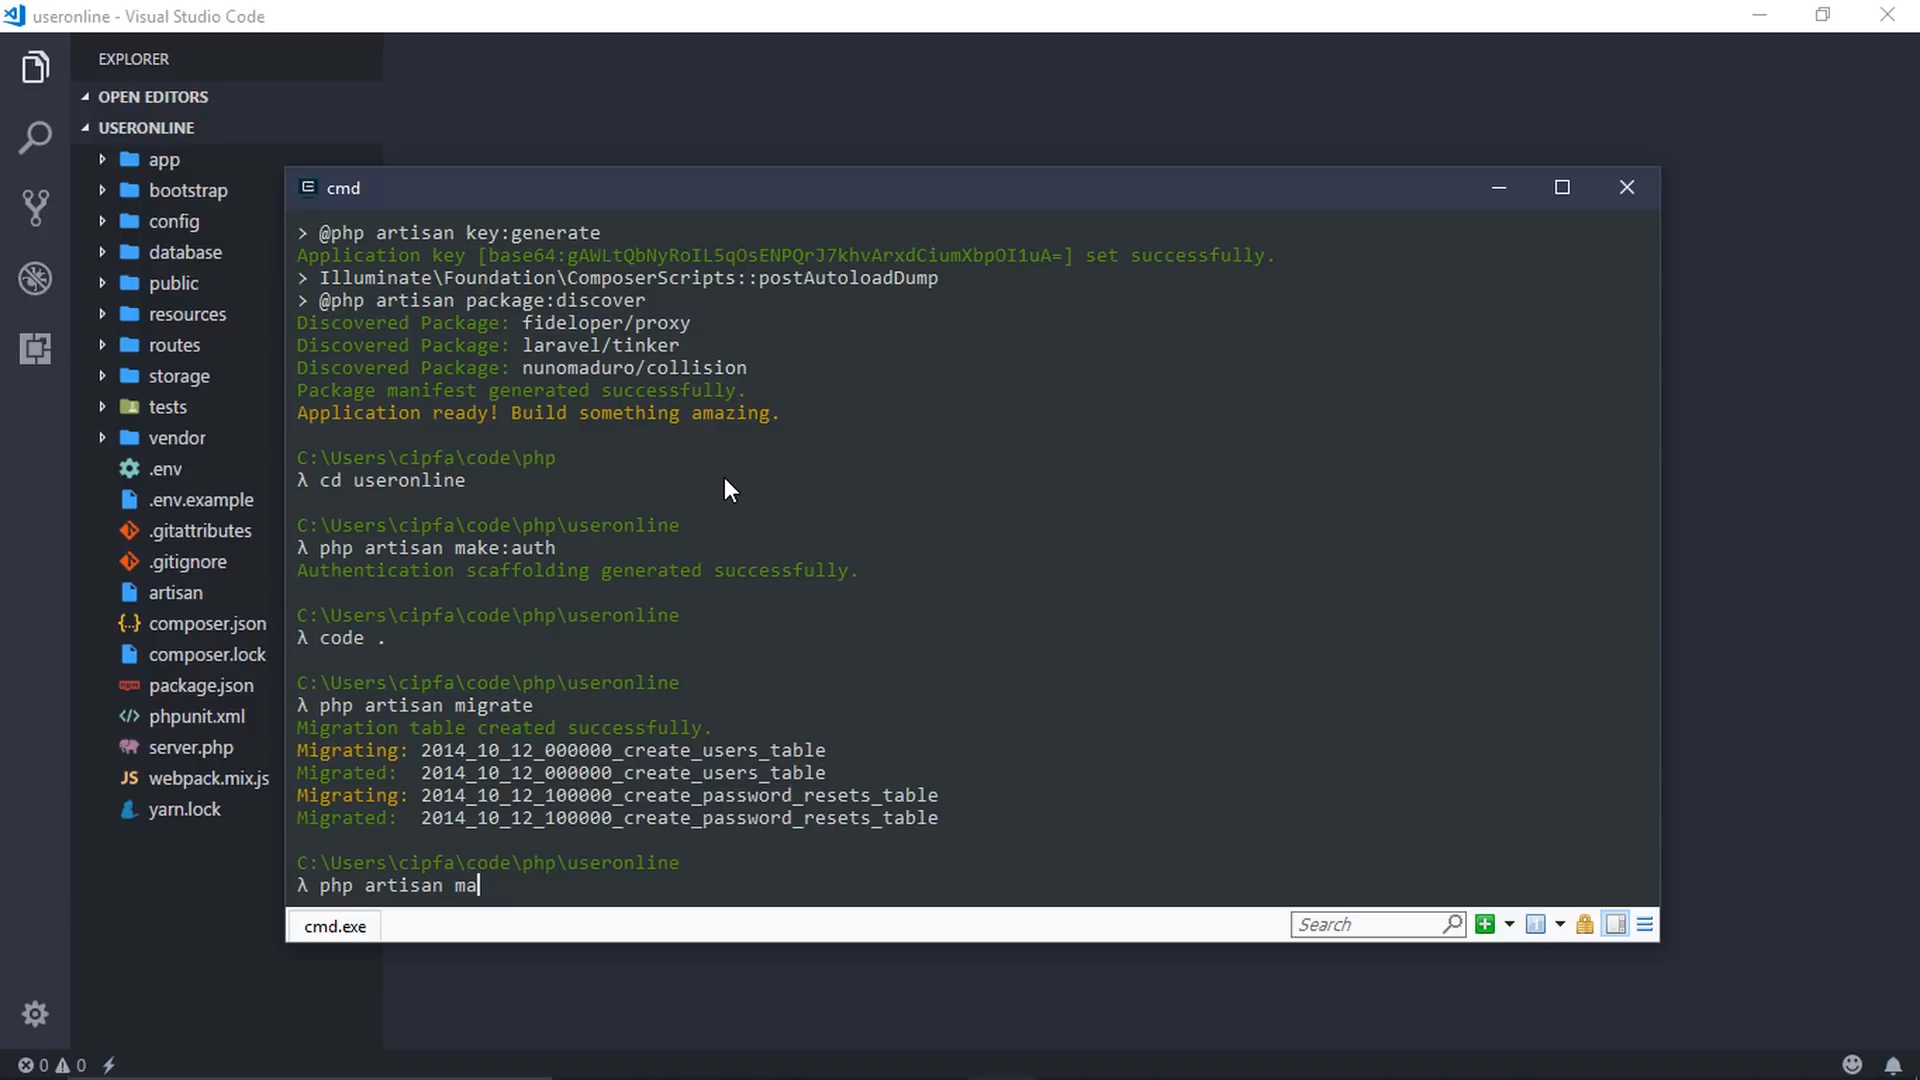 useronline - Visual Studio Code
EXPLORER
OPEN EDITORS
USERONLINE
app
bootstrap
config
database
public
resources
routes
storage
tests
vendor
.env
.env.example
.gitattributes
.gitignore
artisan
composer.json
composer.lock
package.json
phpunit.xml
server.php
webpack.mix.js
yarn.lock
cmd
> @php artisan key:generate
Application key [base64:gAWLtQbNyRoIL5qOsENPQrJ7khvArxdCiumXbpOI1uA=] set successfully.
> Illuminate\Foundation\ComposerScripts::postAutoloadDump
> @php artisan package:discover
Discovered Package: fideloper/proxy
Discovered Package: laravel/tinker
Discovered Package: nunomaduro/collision
Package manifest generated successfully.
Application ready! Build something amazing.
C:\Users\cipfa\code\php
λ cd useronline
C:\Users\cipfa\code\php\useronline
λ php artisan make:auth
Authentication scaffolding generated successfully.
C:\Users\cipfa\code\php\useronline
λ code .
C:\Users\cipfa\code\php\useronline
λ php artisan migrate
Migration table created successfully.
Migrating: 2014_10_12_000000_create_users_table
Migrated:  2014_10_12_000000_create_users_table
Migrating: 2014_10_12_100000_create_password_resets_table
Migrated:  2014_10_12_100000_create_password_resets_table
C:\Users\cipfa\code\php\useronline
λ php artisan ma
cmd.exe
Search
0 0